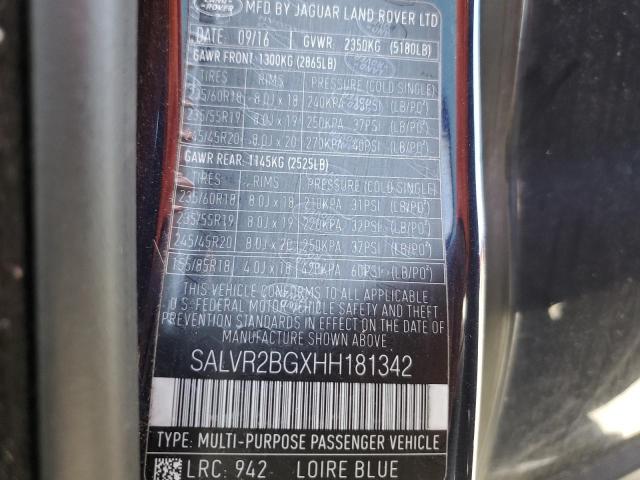 LAND ROVER MFD BY JAGUAR LAND ROVER LTD
DATE 09/16 GVWR 2350KG (5180LB)
GAWR FRONT 1300KG (2865LB)
TIRES RIMS PRESSURE (COLD SINGLE)
235/60R18 8.0J x 18 240KPA 35PSI (LB/PO²)
235/55R19 8.0J x 19 250KPA 37PSI (LB/PO²)
245/45R20 8.0J x 20 270KPA 40PSI (LB/PO²)
GAWR REAR: 1145KG (2525LB)
TIRES RIMS PRESSURE (COLD SINGLE)
235/60R18 8.0J x 18 210KPA 31PSI (LB/PO²)
235/55R19 8.0J x 19 220KPA 32PSI (LB/PO²)
245/45R20 8.0J x 20 250KPA 37PSI (LB/PO²)
155/85R18 4.0J x 18 420KPA 60PSI (LB/PO²)
THIS VEHICLE CONFORMS TO ALL APPLICABLE
U.S. FEDERAL MOTOR VEHICLE SAFETY AND THEFT
PREVENTION STANDARDS IN EFFECT ON THE DATE
OF MANUFACTURE SHOWN ABOVE.
SALVR2BGXHH181342
TYPE: MULTI-PURPOSE PASSENGER VEHICLE
LRC: 942 LOIRE BLUE